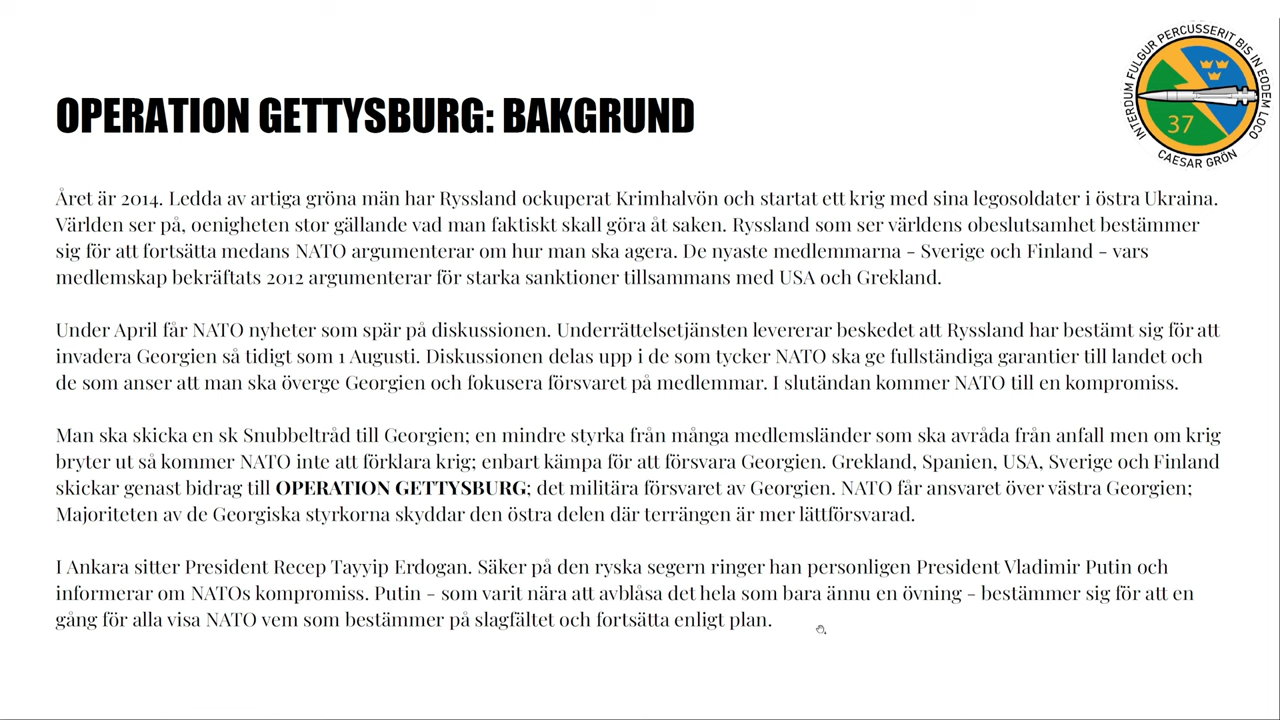 INTERDUM FULGUR PERCUSSERIT BIS IN EODEM LOCO
37
CAESAR GRÖN
OPERATION GETTYSBURG: BAKGRUND
Året är 2014. Ledda av artiga gröna män har Ryssland ockuperat Krimhalvön och startat ett krig med sina legosoldater i östra Ukraina.
Världen ser på, oenigheten stor gällande vad man faktiskt skall göra åt saken. Ryssland som ser världens obeslutsamhet bestämmer
sig för att fortsätta medans NATO argumenterar om hur man ska agera. De nyaste medlemmarna - Sverige och Finland - vars
medlemskap bekräftats 2012 argumenterar för starka sanktioner tillsammans med USA och Grekland.
Under April får NATO nyheter som spär på diskussionen. Underrättelsetjänsten levererar beskedet att Ryssland har bestämt sig för att
invadera Georgien så tidigt som 1 Augusti. Diskussionen delas upp i de som tycker NATO ska ge fullständiga garantier till landet och
de som anser att man ska överge Georgien och fokusera försvaret på medlemmar. I slutändan kommer NATO till en kompromiss.
Man ska skicka en sk Snubbeltråd till Georgien; en mindre styrka från många medlemsländer som ska avråda från anfall men om krig
bryter ut så kommer NATO inte att förklara krig; enbart kämpa för att försvara Georgien. Grekland, Spanien, USA, Sverige och Finland
skickar genast bidrag till OPERATION GETTYSBURG; det militära försvaret av Georgien. NATO får ansvaret över västra Georgien;
Majoriteten av de Georgiska styrkorna skyddar den östra delen där terrängen är mer lättförsvarad.
I Ankara sitter President Recep Tayyip Erdogan. Säker på den ryska segern ringer han personligen President Vladimir Putin och
informerar om NATOs kompromiss. Putin - som varit nära att avblåsa det hela som bara ännu en övning - bestämmer sig för att en
gång för alla visa NATO vem som bestämmer på slagfältet och fortsätta enligt plan.